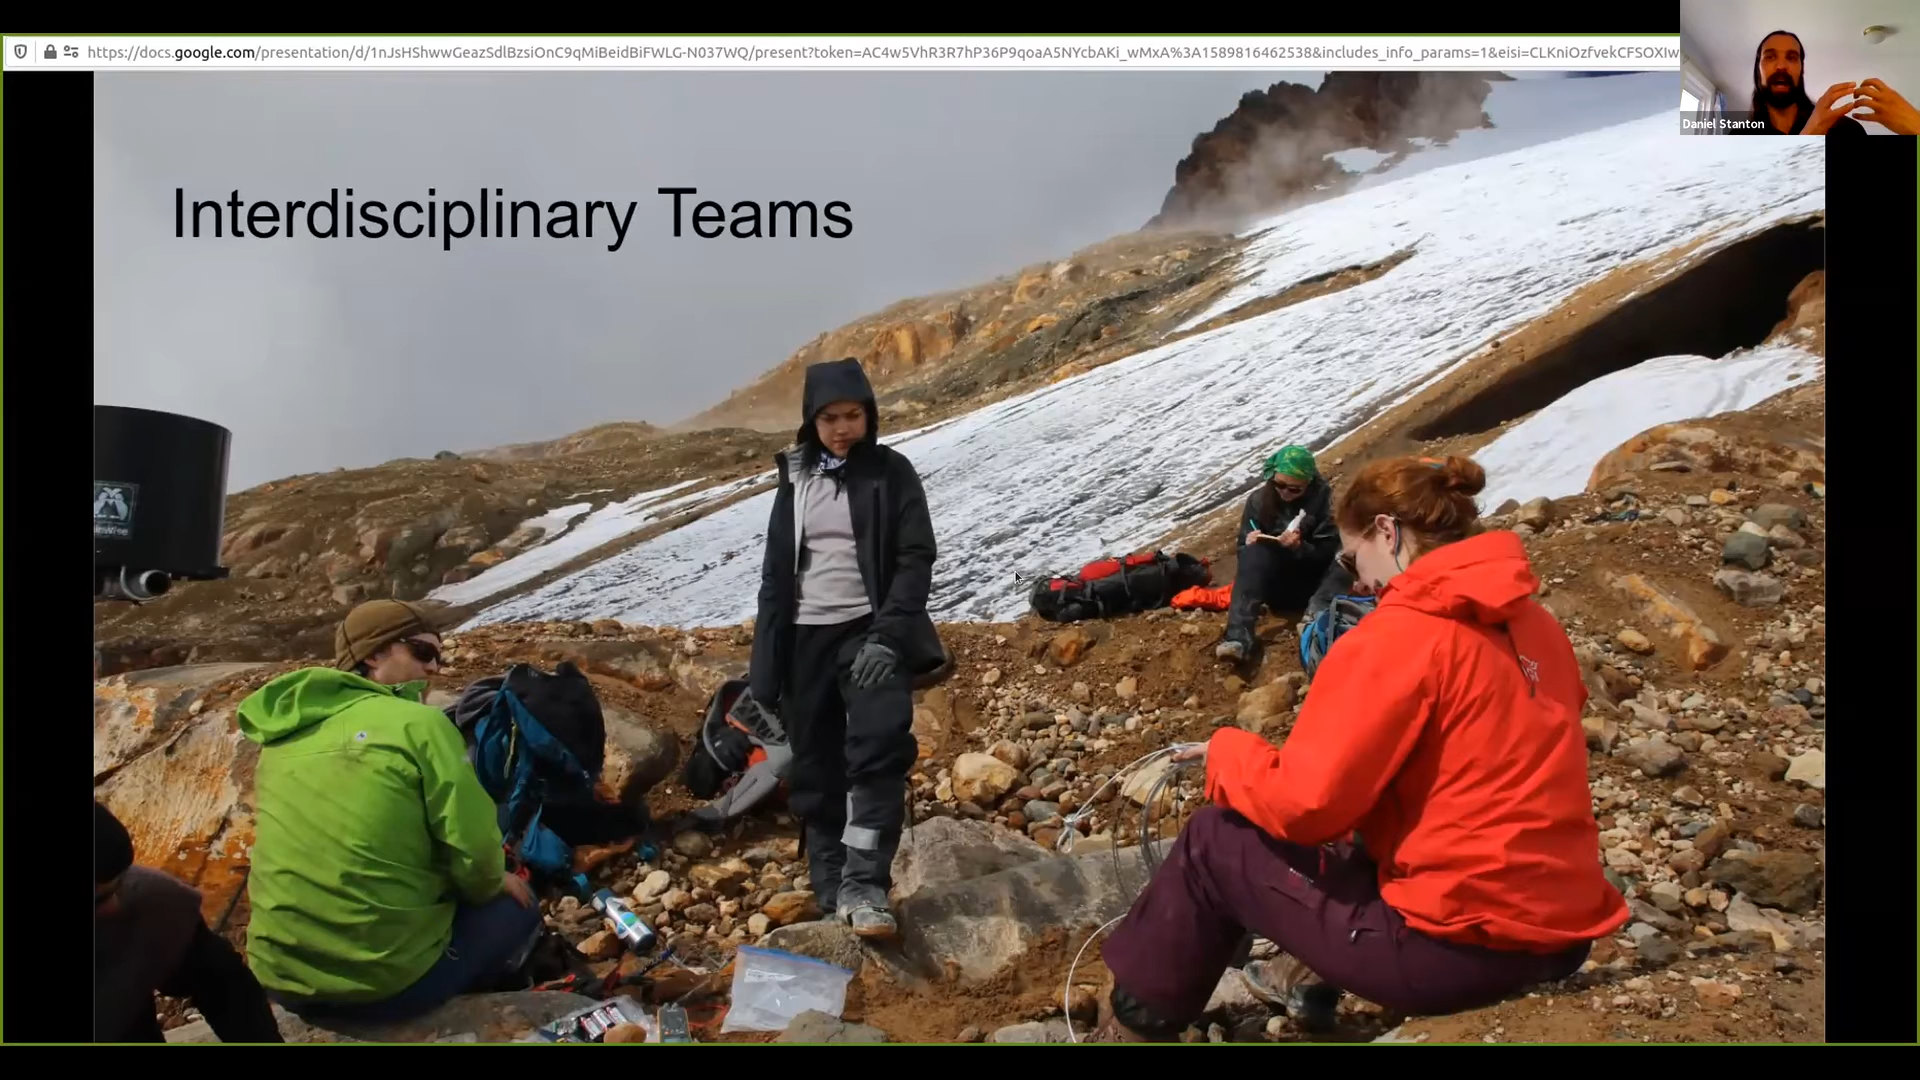 https://docs.google.com/presentation/d/1nJsHShwwGeazSdlBzsiOnC9qMiBeidBiFWLG-N037WQ/present?token=AC4w5VhR3R7hP36P9qoaA5NYcbAKi_wMxA%3A1589816462538&includes_info_params=1&eisi=CLKniOzfvekCFSOXIw
Daniel Stanton
Interdisciplinary Teams